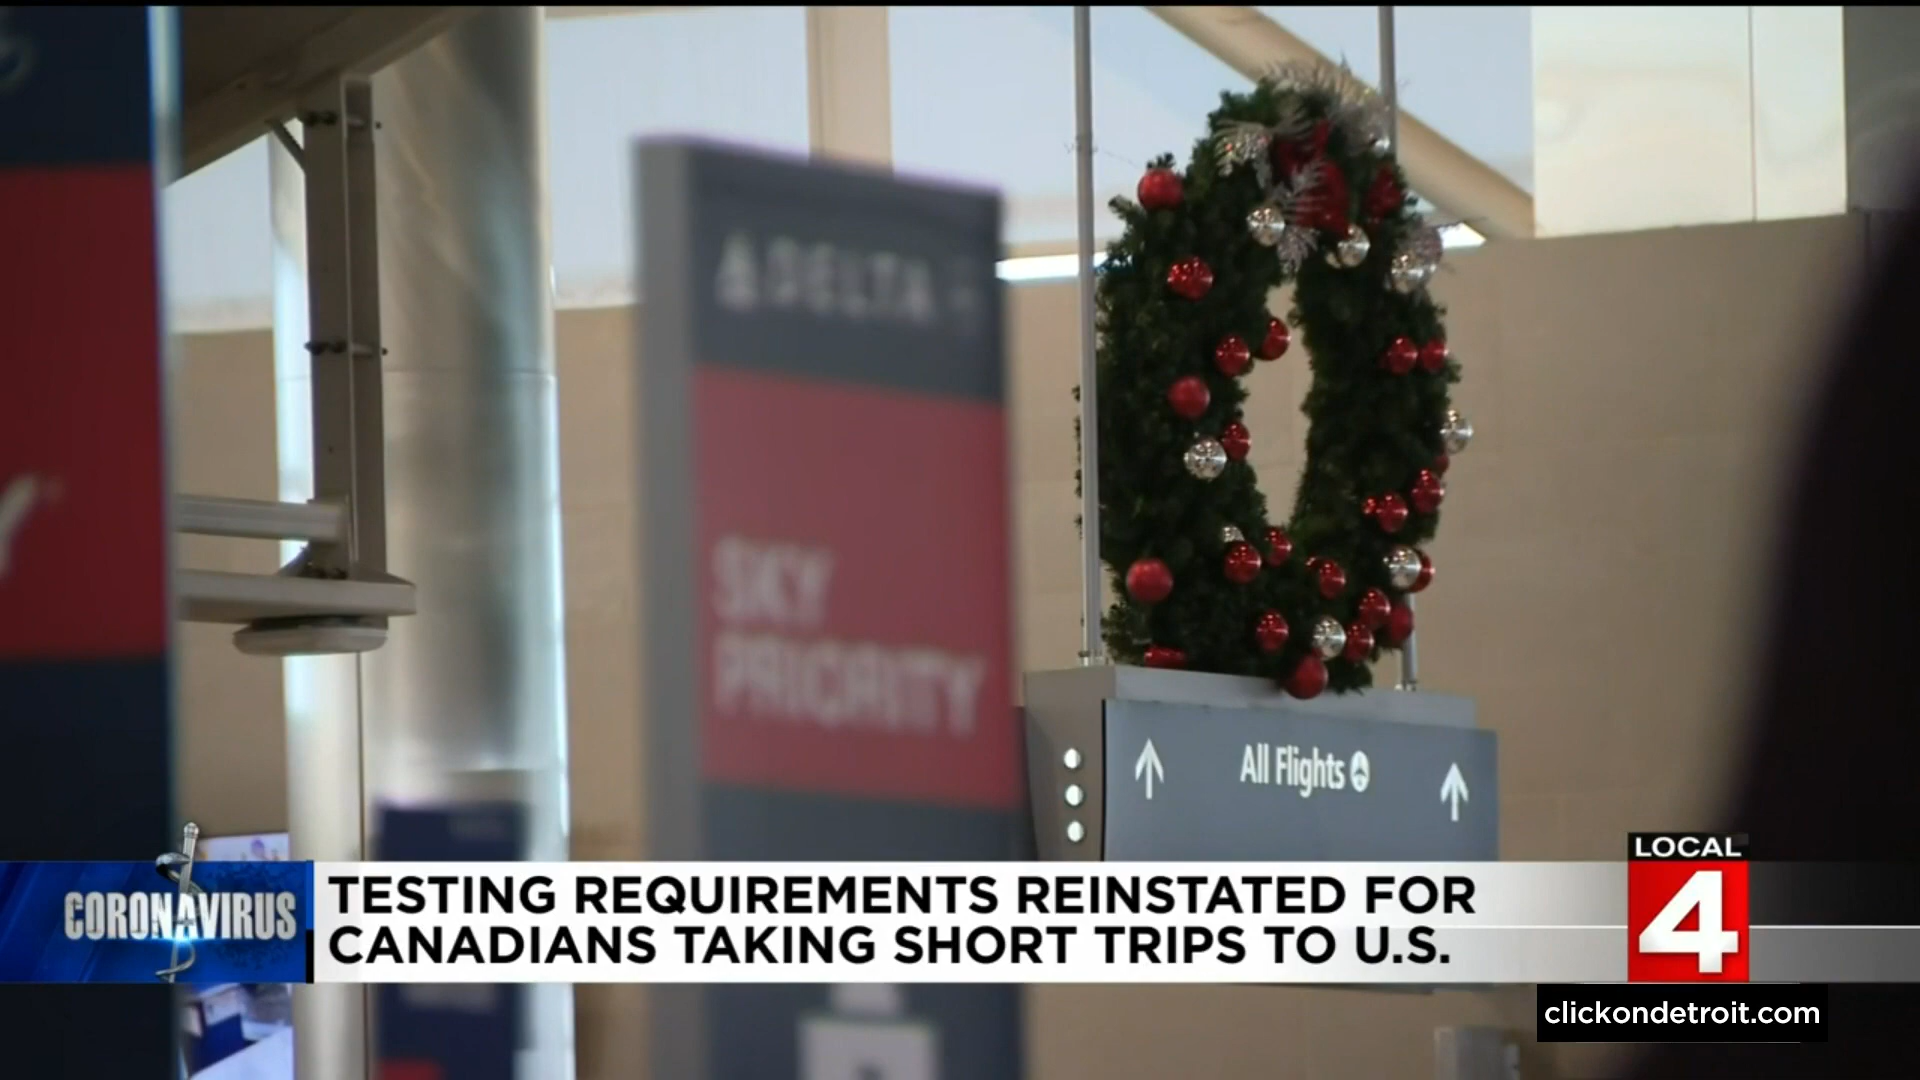 DELTA
SKY
PRIORITY
All Flights
CORONAVIRUS
TESTING REQUIREMENTS REINSTATED FOR
CANADIANS TAKING SHORT TRIPS TO U.S.
LOCAL
4
clickondetroit.com